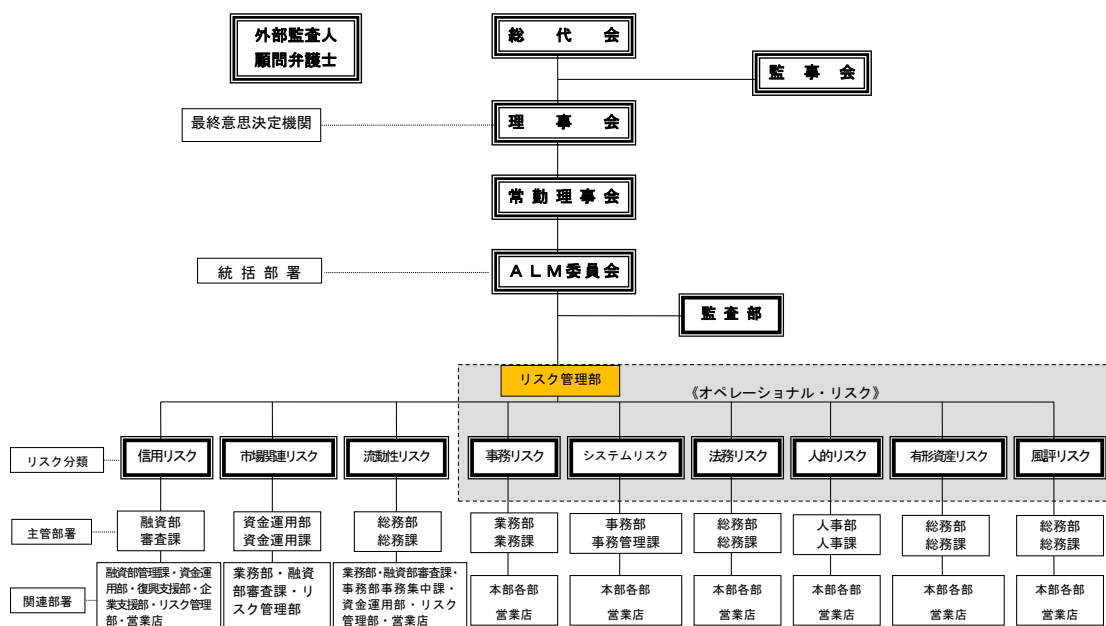 外部監査人
顧問弁護士
総 代 会
監 事 会
最終意思決定機関
理 事 会
常 勤 理 事 会
統 括 部 署
ALM委員会
監 査 部
リスク管理部
《オペレーショナル・リスク》
リスク分類
信用リスク
市場関連リスク
流動性リスク
事務リスク
システムリスク
法務リスク
人的リスク
有形資産リスク
風評リスク
主管部署
融資部
審査課
資金運用部
資金運用課
総務部
総務課
業務部
業務課
事務部
事務管理課
総務部
総務課
人事部
人事課
総務部
総務課
総務部
総務課
関連部署
融資部管理課・資金運
用部・復興支援部・企
業支援部・リスク管理
部・営業店
業務部・融資
部審査課・リ
スク管理部
業務部・融資部審査課・
事務部事務集中課・
資金運用部・リスク
管理部・営業店
本部各部
営業店
本部各部
営業店
本部各部
営業店
本部各部
営業店
本部各部
営業店
本部各部
営業店